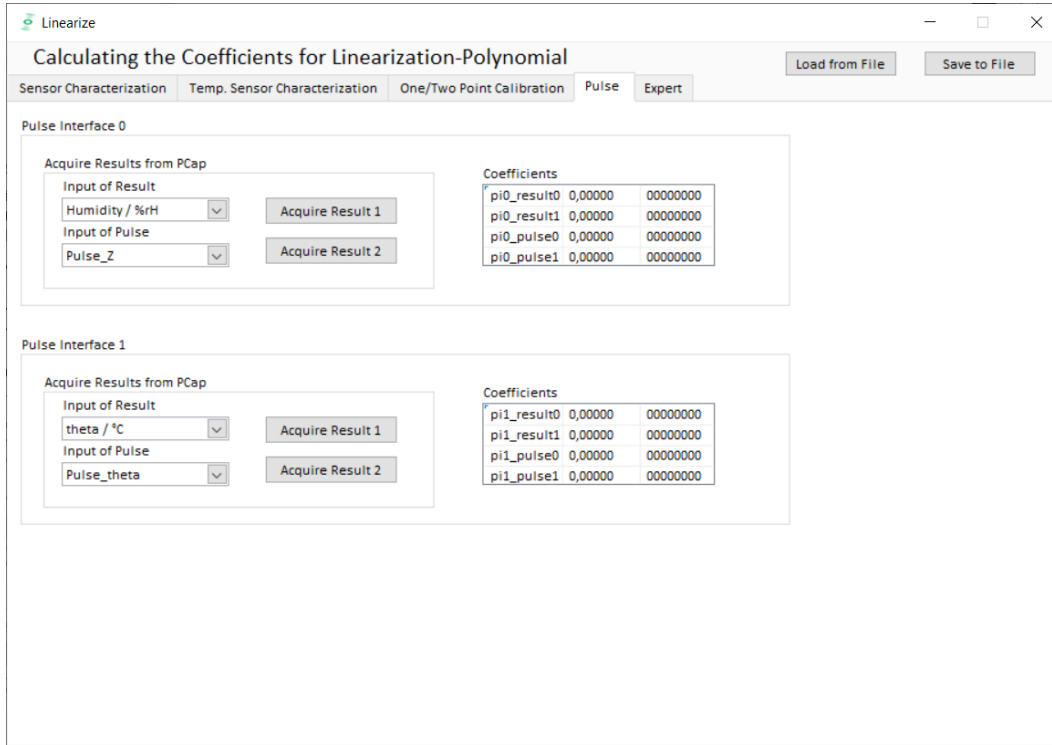 Linearize
Calculating the Coefficients for Linearization-Polynomial
Load from File
Save to File
Sensor Characterization
Temp. Sensor Characterization
One/Two Point Calibration
Pulse
Expert
Pulse Interface 0
Acquire Results from PCap
Input of Result
Humidity / %rH
Acquire Result 1
Input of Pulse
Pulse_Z
Acquire Result 2
Coefficients
pi0_result0 0,00000 00000000
pi0_result1 0,00000 00000000
pi0_pulse0 0,00000 00000000
pi0_pulse1 0,00000 00000000
Pulse Interface 1
Acquire Results from PCap
Input of Result
theta / °C
Acquire Result 1
Input of Pulse
Pulse_theta
Acquire Result 2
Coefficients
pi1_result0 0,00000 00000000
pi1_result1 0,00000 00000000
pi1_pulse0 0,00000 00000000
pi1_pulse1 0,00000 00000000